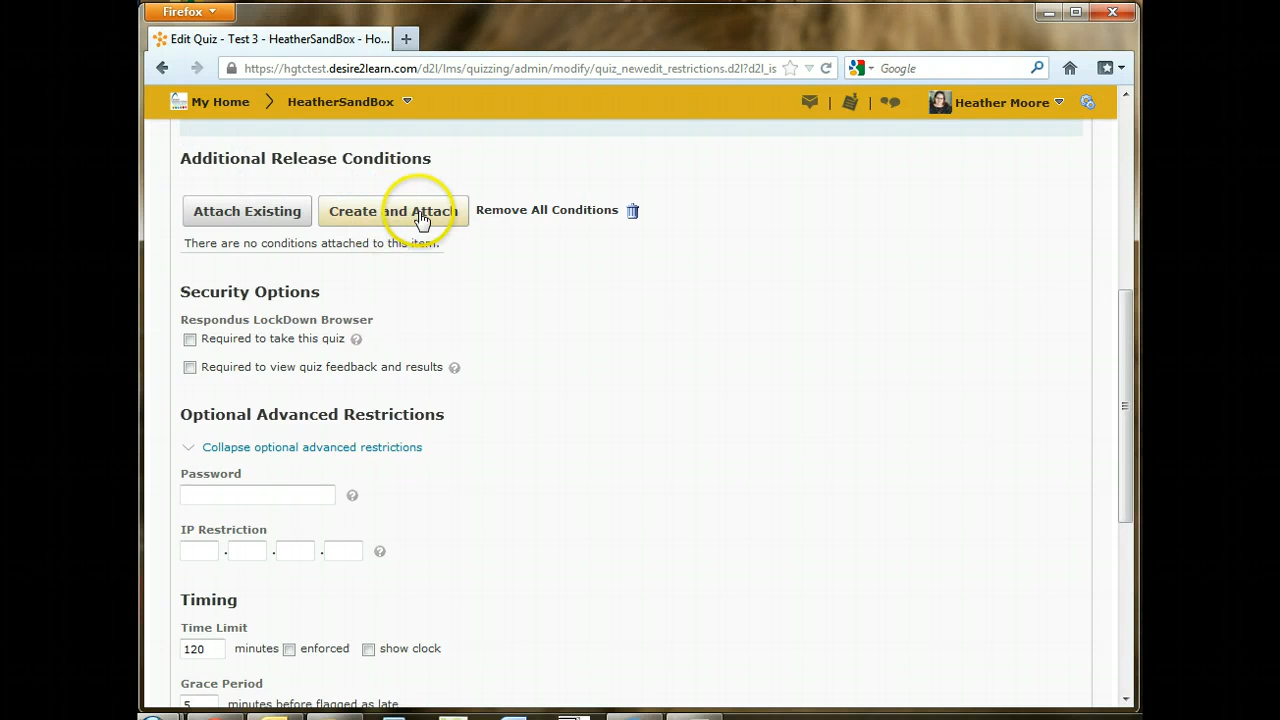 Firefox
Edit Quiz - Test 3 - HeatherSandBox - Ho...
https://hgtctest.desire2learn.com/d2l/lms/quizzing/admin/modify/quiz_newedit_restrictions.d2l?d2l_is
Google
My Home
HeatherSandBox
Heather Moore
Additional Release Conditions
Attach Existing
Create and Attach
Remove All Conditions
There are no conditions attached to this item.
Security Options
Respondus LockDown Browser
Required to take this quiz
Required to view quiz feedback and results
Optional Advanced Restrictions
Collapse optional advanced restrictions
Password
IP Restriction
. . .
Timing
Time Limit
120 minutes enforced show clock
Grace Period
5 minutes before flagged as late